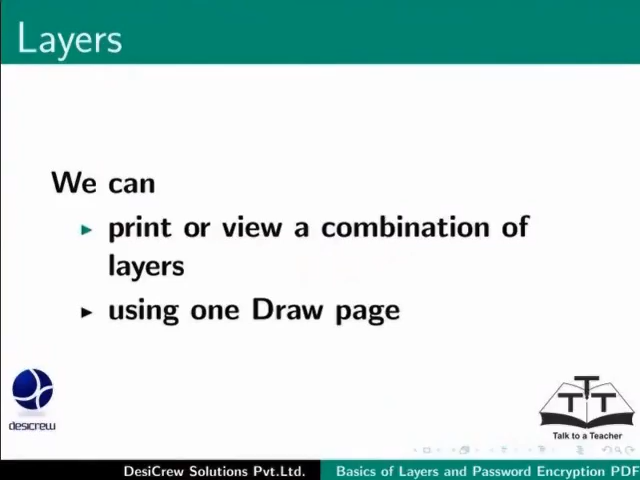 Layers
We can
print or view a combination of
layers
using one Draw page
desicrew
TTT
Talk to a Teacher
DesiCrew Solutions Pvt.Ltd.
Basics of Layers and Password Encryption PDF